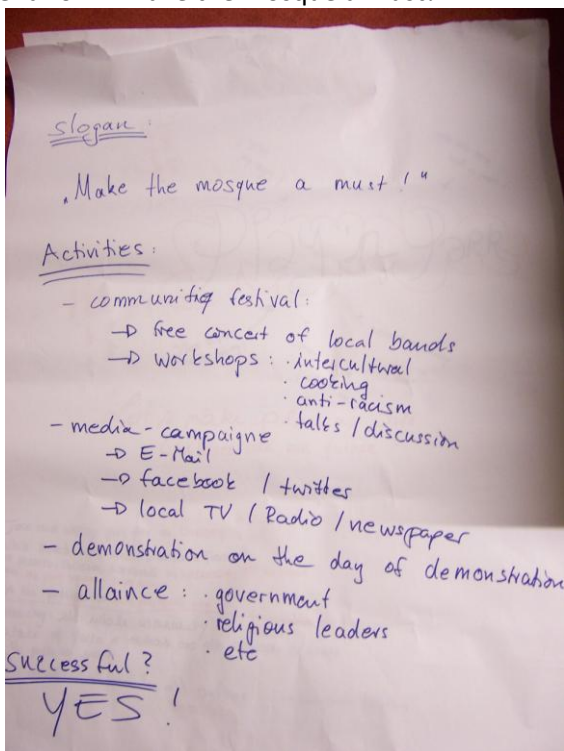 slogan:
„Make the mosque a must!"
Activities:
- communitiy festival:
→ free concert of local bands
→ workshops: · intercultural
· cooking
· anti-racism
· talks / discussion
- media-campaigne
→ E-Mail
→ facebook / twitter
→ local TV / Radio / newspaper
- demonstration on the day of demonstration
- allaince: · government
· religious leaders
· etc
successful?
YES!